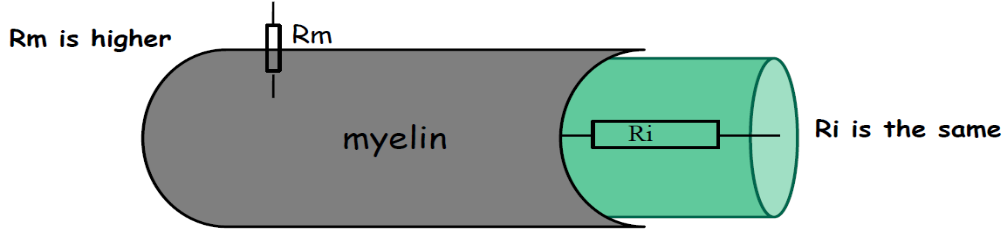 Rm is higher
Rm
myelin
Ri
Ri is the same